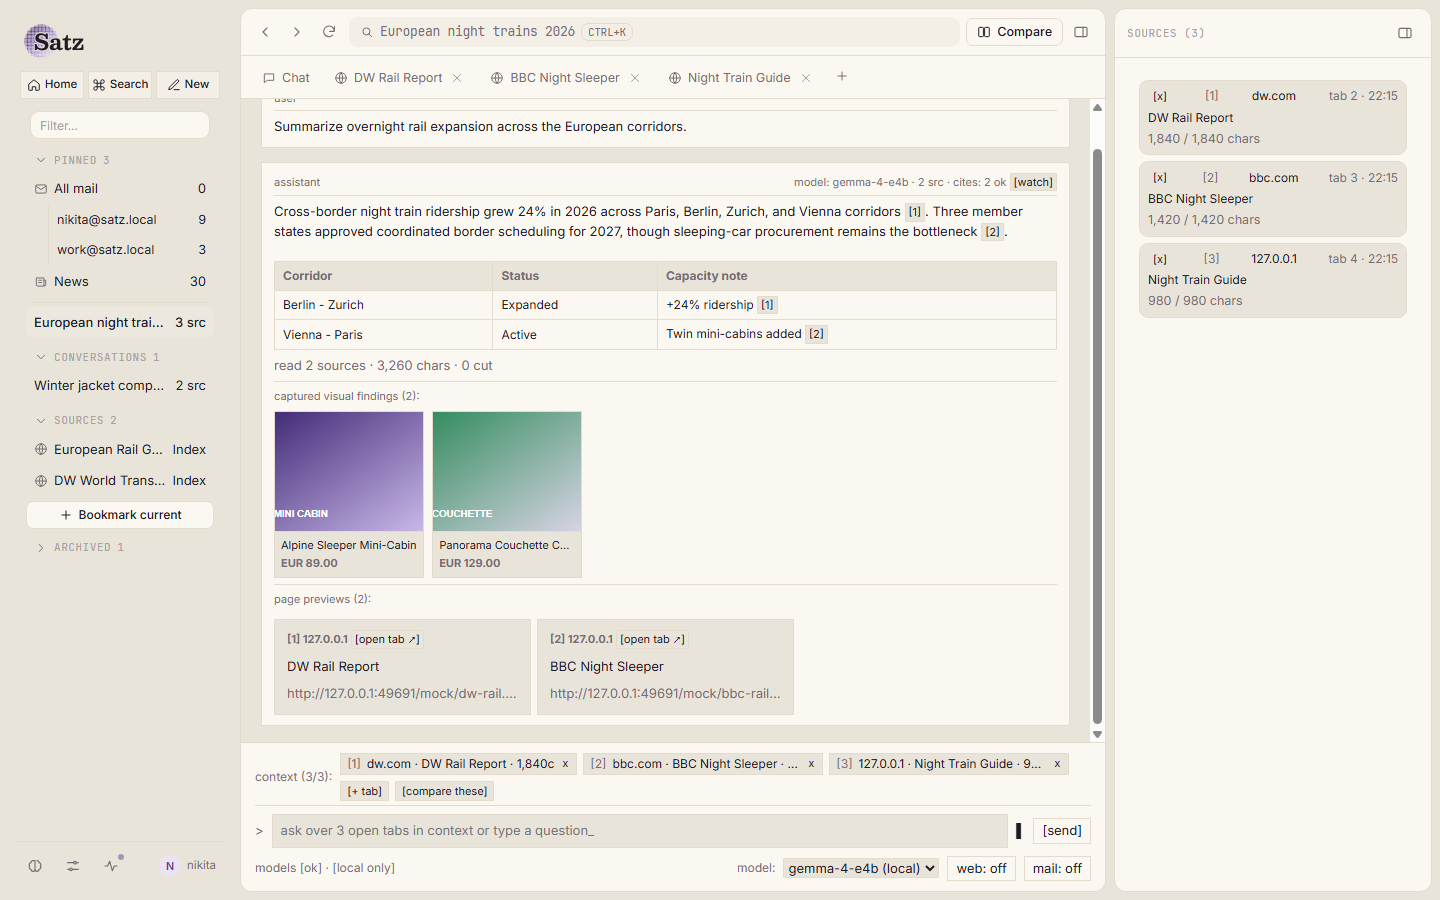 Satz
Home
Search
New
Filter...
PINNED 3
All mail 0
nikita@satz.local 9
work@satz.local 3
News 30
European night trai... 3 src
CONVERSATIONS 1
Winter jacket comp... 2 src
SOURCES 2
European Rail G... Index
DW World Trans... Index
Bookmark current
ARCHIVED 1
N nikita
European night trains 2026 CTRL+K
Compare
Chat
DW Rail Report
BBC Night Sleeper
Night Train Guide
user
Summarize overnight rail expansion across the European corridors.
assistant
model: gemma-4-e4b · 2 src · cites: 2 ok [watch]
Cross-border night train ridership grew 24% in 2026 across Paris, Berlin, Zurich, and Vienna corridors [1]. Three member
states approved coordinated border scheduling for 2027, though sleeping-car procurement remains the bottleneck [2].
Corridor Status Capacity note
Berlin - Zurich Expanded +24% ridership [1]
Vienna - Paris Active Twin mini-cabins added [2]
read 2 sources · 3,260 chars · 0 cut
captured visual findings (2):
MINI CABIN
Alpine Sleeper Mini-Cabin
EUR 89.00
COUCHETTE
Panorama Couchette C...
EUR 129.00
page previews (2):
[1] 127.0.0.1 [open tab ↗]
DW Rail Report
http://127.0.0.1:49691/mock/dw-rail....
[2] 127.0.0.1 [open tab ↗]
BBC Night Sleeper
http://127.0.0.1:49691/mock/bbc-rail...
context (3/3):
[1] dw.com · DW Rail Report · 1,840c x
[2] bbc.com · BBC Night Sleeper · ... x
[3] 127.0.0.1 · Night Train Guide · 9... x
[+ tab]
[compare these]
> ask over 3 open tabs in context or type a question_
[send]
models [ok] · [local only]
model: gemma-4-e4b (local)
web: off
mail: off
SOURCES (3)
[x] [1] dw.com tab 2 · 22:15
DW Rail Report
1,840 / 1,840 chars
[x] [2] bbc.com tab 3 · 22:15
BBC Night Sleeper
1,420 / 1,420 chars
[x] [3] 127.0.0.1 tab 4 · 22:15
Night Train Guide
980 / 980 chars